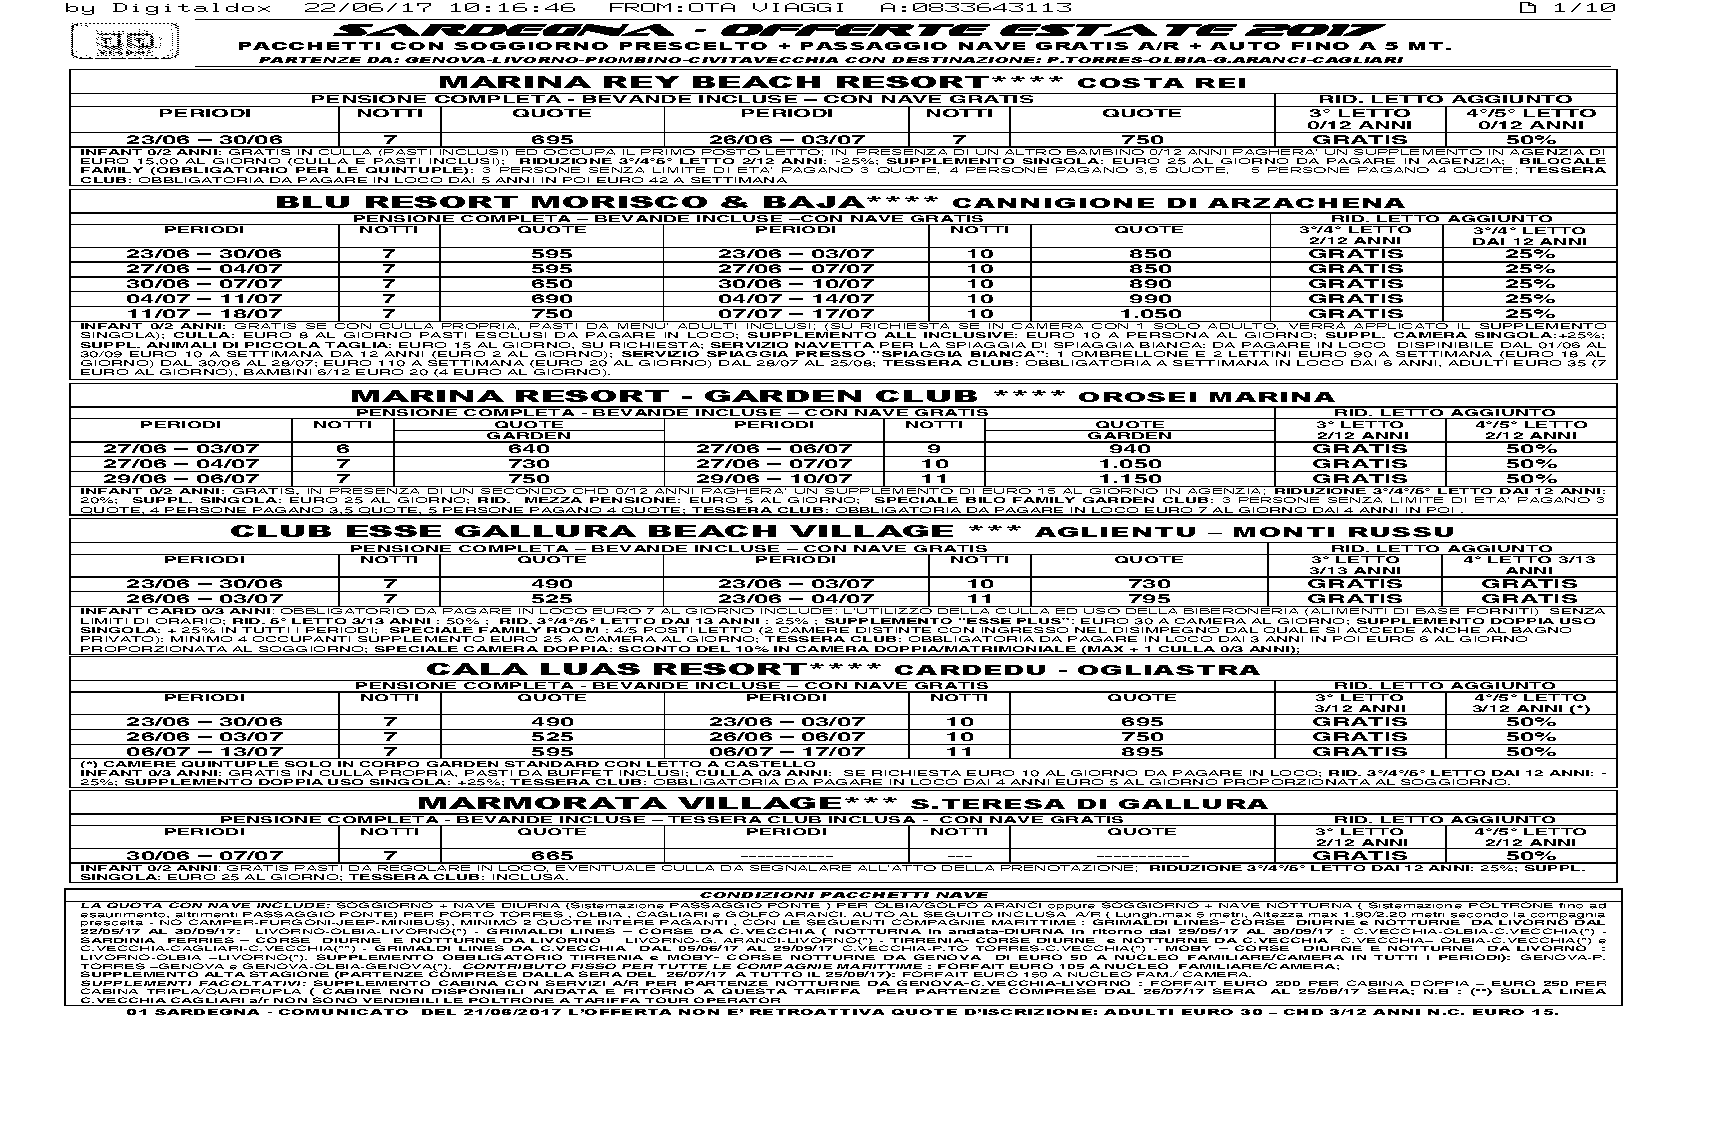 by Digitaldox 22/06/17 10:16:46 FROM:OTA VIAGGI A:0833643113 1/10
SARDEGNA - OFFERTE ESTATE 2017
PACCHETTI CON SOGGIORNO PRESCELTO + PASSAGGIO NAVE GRATIS A/R + AUTO FINO A 5 MT.
PARTENZE DA: GENOVA-LIVORNO-PIOMBINO-CIVITAVECCHIA CON DESTINAZIONE: P.TORRES-OLBIA-G.ARANCI-CAGLIARI
MARINA REY BEACH RESORT**** COSTA REI
PENSIONE COMPLETA - BEVANDE INCLUSE – CON NAVE GRATIS RID. LETTO AGGIUNTO
PERIODI NOTTI QUOTE PERIODI NOTTI QUOTE 3° LETTO 4°/5° LETTO
0/12 ANNI 0/12 ANNI
23/06 – 30/06 7 695 26/06 – 03/07 7 750 GRATIS 50%
INFANT 0/2 ANNI: GRATIS IN CULLA (PASTI INCLUSI) ED OCCUPA IL PRIMO POSTO LETTO; IN PRESENZA DI UN ALTRO BAMBINO 0/12 ANNI PAGHERA' UN SUPPLEMENTO IN AGENZIA DI
EURO 15,00 AL GIORNO (CULLA E PASTI INCLUSI); RIDUZIONE 3°/4°/5° LETTO 2/12 ANNI: -25%; SUPPLEMENTO SINGOLA: EURO 25 AL GIORNO DA PAGARE IN AGENZIA; BILOCALE
FAMILY (OBBLIGATORIO PER LE QUINTUPLE): 3 PERSONE SENZA LIMITE DI ETA' PAGANO 3 QUOTE, 4 PERSONE PAGANO 3,5 QUOTE, 5 PERSONE PAGANO 4 QUOTE; TESSERA
CLUB: OBBLIGATORIA DA PAGARE IN LOCO DAI 5 ANNI IN POI EURO 42 A SETTIMANA
BLU RESORT MORISCO & BAJA**** CANNIGIONE DI ARZACHENA
PENSIONE COMPLETA – BEVANDE INCLUSE –CON NAVE GRATIS RID. LETTO AGGIUNTO
PERIODI NOTTI QUOTE PERIODI NOTTI QUOTE 3°/4° LETTO 3°/4° LETTO
2/12 ANNI DAI 12 ANNI
23/06 – 30/06 7 595 23/06 – 03/07 10 850 GRATIS 25%
27/06 – 04/07 7 595 27/06 – 07/07 10 850 GRATIS 25%
30/06 – 07/07 7 650 30/06 – 10/07 10 890 GRATIS 25%
04/07 – 11/07 7 690 04/07 – 14/07 10 990 GRATIS 25%
11/07 – 18/07 7 750 07/07 – 17/07 10 1.050 GRATIS 25%
INFANT 0/2 ANNI: GRATIS SE CON CULLA PROPRIA, PASTI DA MENU' ADULTI INCLUSI; (SU RICHIESTA SE IN CAMERA CON 1 SOLO ADULTO, VERRÀ APPLICATO IL SUPPLEMENTO
SINGOLA); CULLA: EURO 8 AL GIORNO PASTI ESCLUSI DA PAGARE IN LOCO; SUPPLEMENTO ALL INCLUSIVE: EURO 10 A PERSONA AL GIORNO; SUPPL. CAMERA SINGOLA:+25%;
SUPPL. ANIMALI DI PICCOLA TAGLIA: EURO 15 AL GIORNO, SU RICHIESTA; SERVIZIO NAVETTA PER LA SPIAGGIA DI SPIAGGIA BIANCA: DA PAGARE IN LOCO DISPINIBILE DAL 01/06 AL
30/09 EURO 10 A SETTIMANA DA 12 ANNI (EURO 2 AL GIORNO); SERVIZIO SPIAGGIA PRESSO "SPIAGGIA BIANCA": 1 OMBRELLONE E 2 LETTINI EURO 90 A SETTIMANA (EURO 18 AL
GIORNO) DAL 30/06 AL 28/07; EURO 110 A SETTIMANA (EURO 20 AL GIORNO) DAL 28/07 AL 25/08; TESSERA CLUB: OBBLIGATORIA A SETTIMANA IN LOCO DAI 6 ANNI, ADULTI EURO 35 (7
EURO AL GIORNO), BAMBINI 6/12 EURO 20 (4 EURO AL GIORNO).
MARINA RESORT - GARDEN CLUB **** OROSEI MARINA
PENSIONE COMPLETA - BEVANDE INCLUSE – CON NAVE GRATIS RID. LETTO AGGIUNTO
PERIODI NOTTI QUOTE PERIODI NOTTI QUOTE 3° LETTO 4°/5° LETTO
GARDEN GARDEN 2/12 ANNI 2/12 ANNI
27/06 – 03/07 6 640 27/06 – 06/07 9 940 GRATIS 50%
27/06 – 04/07 7 730 27/06 – 07/07 10 1.050 GRATIS 50%
29/06 – 06/07 7 750 29/06 – 10/07 11 1.150 GRATIS 50%
INFANT 0/2 ANNI: GRATIS, IN PRESENZA DI UN SECONDO CHD 0/12 ANNI PAGHERA' UN SUPPLEMENTO DI EURO 15 AL GIORNO IN AGENZIA; RIDUZIONE 3°/4°/5° LETTO DAI 12 ANNI:
20%; SUPPL. SINGOLA: EURO 25 AL GIORNO; RID. MEZZA PENSIONE: EURO 5 AL GIORNO; SPECIALE BILO FAMILY GARDEN CLUB: 3 PERSONE SENZA LIMITE DI ETA' PAGANO 3
QUOTE, 4 PERSONE PAGANO 3,5 QUOTE, 5 PERSONE PAGANO 4 QUOTE; TESSERA CLUB: OBBLIGATORIA DA PAGARE IN LOCO EURO 7 AL GIORNO DAI 4 ANNI IN POI .
CLUB ESSE GALLURA BEACH VILLAGE *** AGLIENTU – MONTI RUSSU
PENSIONE COMPLETA – BEVANDE INCLUSE – CON NAVE GRATIS RID. LETTO AGGIUNTO
PERIODI NOTTI QUOTE PERIODI NOTTI QUOTE 3° LETTO 4° LETTO 3/13
3/13 ANNI ANNI
23/06 – 30/06 7 490 23/06 – 03/07 10 730 GRATIS GRATIS
26/06 – 03/07 7 525 23/06 – 04/07 11 795 GRATIS GRATIS
INFANT CARD 0/3 ANNI: OBBLIGATORIO DA PAGARE IN LOCO EURO 7 AL GIORNO INCLUDE: L'UTILIZZO DELLA CULLA ED USO DELLA BIBERONERIA (ALIMENTI DI BASE FORNITI) SENZA
LIMITI DI ORARIO; RID. 5° LETTO 3/13 ANNI : 50% ; RID. 3°/4°/5° LETTO DAI 13 ANNI : 25% ; SUPPLEMENTO "ESSE PLUS": EURO 30 A CAMERA AL GIORNO; SUPPLEMENTO DOPPIA USO
SINGOLA: + 25% IN TUTTI I PERIODI; SPECIALE FAMILY ROOM : 4/5 POSTI LETTO (2 CAMERE DISTINTE CON INGRESSO NEL DISIMPEGNO DAL QUALE SI ACCEDE ANCHE AL BAGNO
PRIVATO): MINIMO 4 OCCUPANTI SUPPLEMENTO EURO 25 A CAMERA AL GIORNO; TESSERA CLUB: OBBLIGATORIA DA PAGARE IN LOCO DAI 3 ANNI IN POI EURO 6 AL GIORNO
PROPORZIONATA AL SOGGIORNO; SPECIALE CAMERA DOPPIA: SCONTO DEL 10% IN CAMERA DOPPIA/MATRIMONIALE (MAX + 1 CULLA 0/3 ANNI);
CALA LUAS RESORT**** CARDEDU - OGLIASTRA
PENSIONE COMPLETA - BEVANDE INCLUSE – CON NAVE GRATIS RID. LETTO AGGIUNTO
PERIODI NOTTI QUOTE PERIODI NOTTI QUOTE 3° LETTO 4°/5° LETTO
3/12 ANNI 3/12 ANNI (*)
23/06 – 30/06 7 490 23/06 – 03/07 10 695 GRATIS 50%
26/06 – 03/07 7 525 26/06 – 06/07 10 750 GRATIS 50%
06/07 – 13/07 7 595 06/07 – 17/07 11 895 GRATIS 50%
(*) CAMERE QUINTUPLE SOLO IN CORPO GARDEN STANDARD CON LETTO A CASTELLO
INFANT 0/3 ANNI: GRATIS IN CULLA PROPRIA, PASTI DA BUFFET INCLUSI; CULLA 0/3 ANNI: SE RICHIESTA EURO 10 AL GIORNO DA PAGARE IN LOCO; RID. 3°/4°/5° LETTO DAI 12 ANNI: -
25%; SUPPLEMENTO DOPPIA USO SINGOLA: +25%; TESSERA CLUB: OBBLIGATORIA DA PAGARE IN LOCO DAI 4 ANNI EURO 5 AL GIORNO PROPORZIONATA AL SOGGIORNO.
MARMORATA VILLAGE*** S.TERESA DI GALLURA
PENSIONE COMPLETA - BEVANDE INCLUSE – TESSERA CLUB INCLUSA - CON NAVE GRATIS RID. LETTO AGGIUNTO
PERIODI NOTTI QUOTE PERIODI NOTTI QUOTE 3° LETTO 4°/5° LETTO
2/12 ANNI 2/12 ANNI
30/06 – 07/07 7 665 ----------- --- ----------- GRATIS 50%
INFANT 0/2 ANNI: GRATIS PASTI DA REGOLARE IN LOCO, EVENTUALE CULLA DA SEGNALARE ALL'ATTO DELLA PRENOTAZIONE; RIDUZIONE 3°/4°/5° LETTO DAI 12 ANNI: 25%; SUPPL.
SINGOLA: EURO 25 AL GIORNO; TESSERA CLUB: INCLUSA.
CONDIZIONI PACCHETTI NAVE
LA QUOTA CON NAVE INCLUDE: SOGGIORNO + NAVE DIURNA (Sistemazione PASSAGGIO PONTE ) PER OLBIA/GOLFO ARANCI oppure SOGGIORNO + NAVE NOTTURNA ( Sistemazione POLTRONE fino ad
esaurimento, altrimenti PASSAGGIO PONTE) PER PORTO TORRES , OLBIA , CAGLIARI e GOLFO ARANCI. AUTO AL SEGUITO INCLUSA A/R ( Lungh.max 5 metri, Altezza max 1.90/2.20 metri secondo la compagnia
prescelta - NO CAMPER-FURGONI-JEEP-MINIBUS), MINIMO 2 QUOTE INTERE PAGANTI , CON LE SEGUENTI COMPAGNIE MARITTIME : GRIMALDI LINES– CORSE DIURNE e NOTTURNE DA LIVORNO DAL
22/05/17 AL 30/09/17: LIVORNO-OLBIA-LIVORNO(*) - GRIMALDI LINES – CORSE DA C.VECCHIA ( NOTTURNA in andata-DIURNA in ritorno dal 29/05/17 AL 30/09/17 : C.VECCHIA-OLBIA-C.VECCHIA(*) -
SARDINIA FERRIES – CORSE DIURNE E NOTTURNE DA LIVORNO LIVORNO-G. ARANCI-LIVORNO(*) - TIRRENIA- CORSE DIURNE e NOTTURNE DA C.VECCHIA C.VECCHIA– OLBIA-C.VECCHIA(*) e
C.VECCHIA-CAGLIARI-C.VECCHIA(**) - GRIMALDI LINES DA C.VECCHIA DAL 05/06/17 AL 29/09/17 C.VECCHIA-P.TO TORRES-C.VECCHIA(*) - MOBY – CORSE DIURNE E NOTTURNE DA LIVORNO :
LIVORNO-OLBIA –LIVORNO(*). SUPPLEMENTO OBBLIGATORIO TIRRENIA e MOBY– CORSE NOTTURNE DA GENOVA DI EURO 50 A NUCLEO FAMILIARE/CAMERA IN TUTTI I PERIODI): GENOVA-P.
TORRES –GENOVA e GENOVA-OLBIA-GENOVA(*). CONTRIBUTO FISSO PER TUTTE LE COMPAGNIE MARITTIME : FORFAIT EURO 105 A NUCLEO FAMILIARE/CAMERA;
SUPPLEMENTO ALTA STAGIONE (PARTENZE COMPRESE DALLA SERA DEL 26/07/17 A TUTTO IL 25/08/17): FORFAIT EURO 150 A NUCLEO FAM./ CAMERA.
SUPPLEMENTI FACOLTATIVI: SUPPLEMENTO CABINA CON SERVIZI A/R PER PARTENZE NOTTURNE DA GENOVA-C.VECCHIA-LIVORNO : FORFAIT EURO 200 PER CABINA DOPPIA – EURO 250 PER
CABINA TRIPLA/QUADRUPLA ( CABINE NON DISPONIBILI ANDATA E RITORNO A QUESTA TARIFFA PER PARTENZE COMPRESE DAL 26/07/17 SERA AL 25/08/17 SERA; N.B : (**) SULLA LINEA
C.VECCHIA CAGLIARI a/r NON SONO VENDIBILI LE POLTRONE A TARIFFA TOUR OPERATOR
01 SARDEGNA - COMUNICATO DEL 21/06/2017 L'OFFERTA NON E' RETROATTIVA QUOTE D'ISCRIZIONE: ADULTI EURO 30 – CHD 3/12 ANNI N.C. EURO 15.